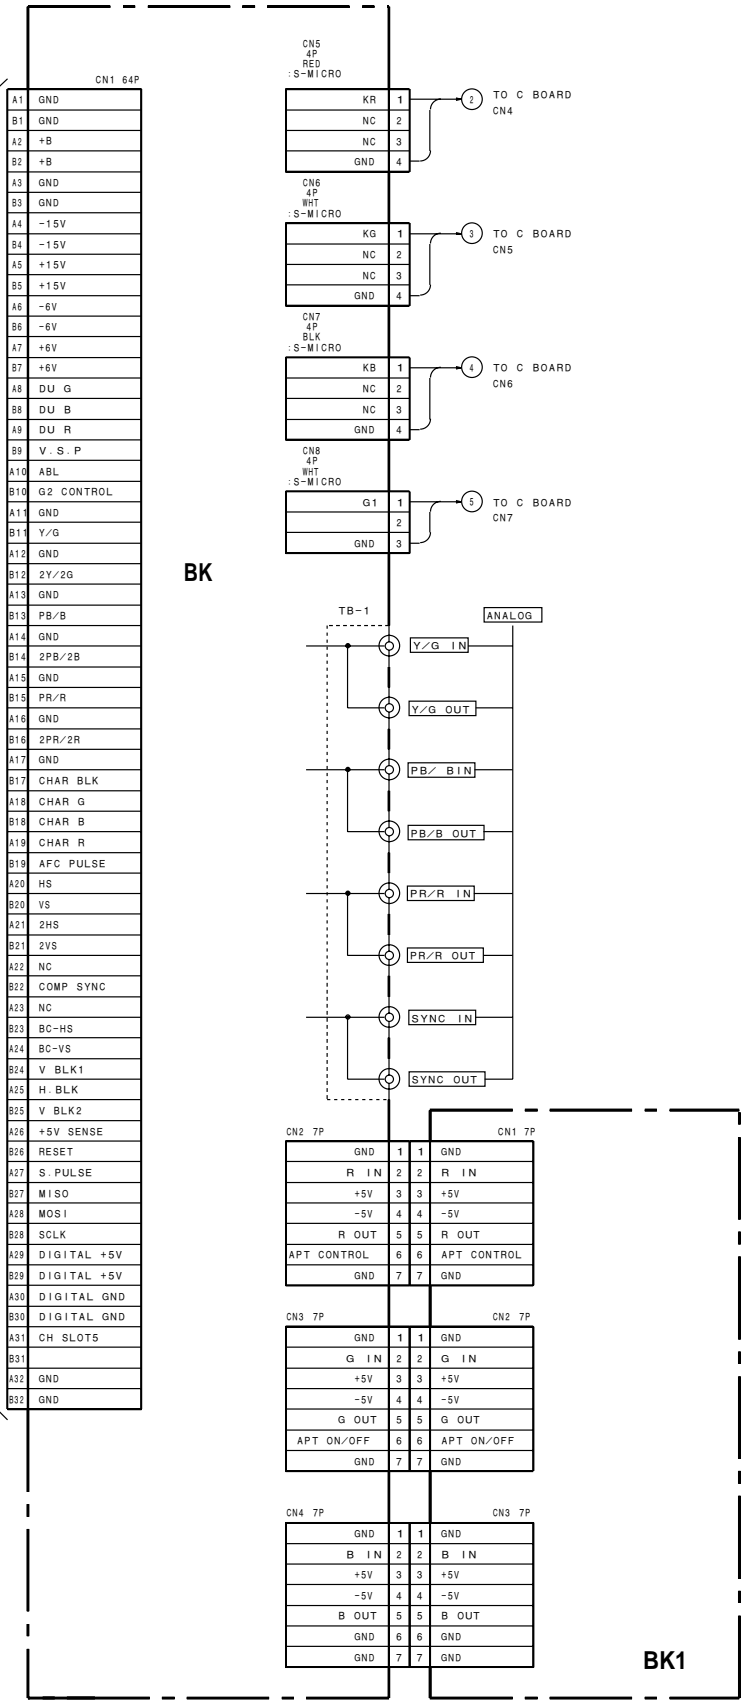 CN1 64P
A1 GND
B1 GND
A2 +B
B2 +B
A3 GND
B3 GND
A4 -15V
B4 -15V
A5 +15V
B5 +15V
A6 -6V
B6 -6V
A7 +6V
B7 +6V
A8 DU G
B8 DU B
A9 DU R
B9 V.S.P
A10 ABL
B10 G2 CONTROL
A11 GND
B11 Y/G
A12 GND
B12 2Y/2G
A13 GND
B13 PB/B
A14 GND
B14 2PB/2B
A15 GND
B15 PR/R
A16 GND
B16 2PR/2R
A17 GND
B17 CHAR BLK
A18 CHAR G
B18 CHAR B
A19 CHAR R
B19 AFC PULSE
A20 HS
B20 VS
A21 2HS
B21 2VS
A22 NC
B22 COMP SYNC
A23 NC
B23 BC-HS
A24 BC-VS
B24 V BLK1
A25 H.BLK
B25 V BLK2
A26 +5V SENSE
B26 RESET
A27 S.PULSE
B27 MISO
A28 MOSI
B28 SCLK
A29 DIGITAL +5V
B29 DIGITAL +5V
A30 DIGITAL GND
B30 DIGITAL GND
A31 CH SLOT5
B31
A32 GND
B32 GND
BK
CN5
4P
RED
:S-MICRO
KR 1
NC 2
NC 3
GND 4
2 TO C BOARD
CN4
CN6
4P
WHT
:S-MICRO
KG 1
NC 2
NC 3
GND 4
3 TO C BOARD
CN5
CN7
4P
BLK
:S-MICRO
KB 1
NC 2
NC 3
GND 4
4 TO C BOARD
CN6
CN8
4P
WHT
:S-MICRO
G1 1
2
GND 3
5 TO C BOARD
CN7
TB-1
ANALOG
Y/G IN
Y/G OUT
PB/ BIN
PB/B OUT
PR/R IN
PR/R OUT
SYNC IN
SYNC OUT
CN2 7P CN1 7P
GND 1 1 GND
R IN 2 2 R IN
+5V 3 3 +5V
-5V 4 4 -5V
R OUT 5 5 R OUT
APT CONTROL 6 6 APT CONTROL
GND 7 7 GND
CN3 7P CN2 7P
GND 1 1 GND
G IN 2 2 G IN
+5V 3 3 +5V
-5V 4 4 -5V
G OUT 5 5 G OUT
APT ON/OFF 6 6 APT ON/OFF
GND 7 7 GND
CN4 7P CN3 7P
GND 1 1 GND
B IN 2 2 B IN
+5V 3 3 +5V
-5V 4 4 -5V
B OUT 5 5 B OUT
GND 6 6 GND
GND 7 7 GND
BK1